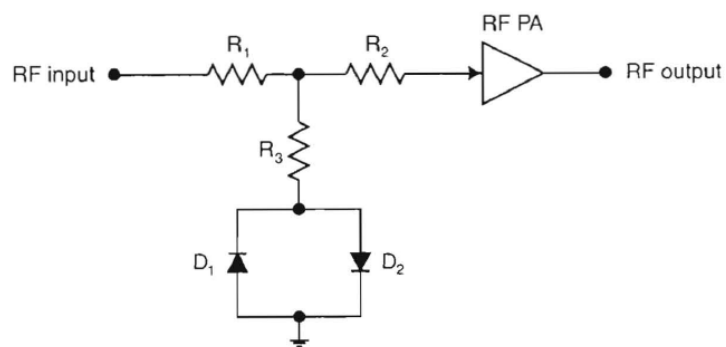 RF PA
R₁
R₂
RF input
RF output
R₃
D₁
D₂